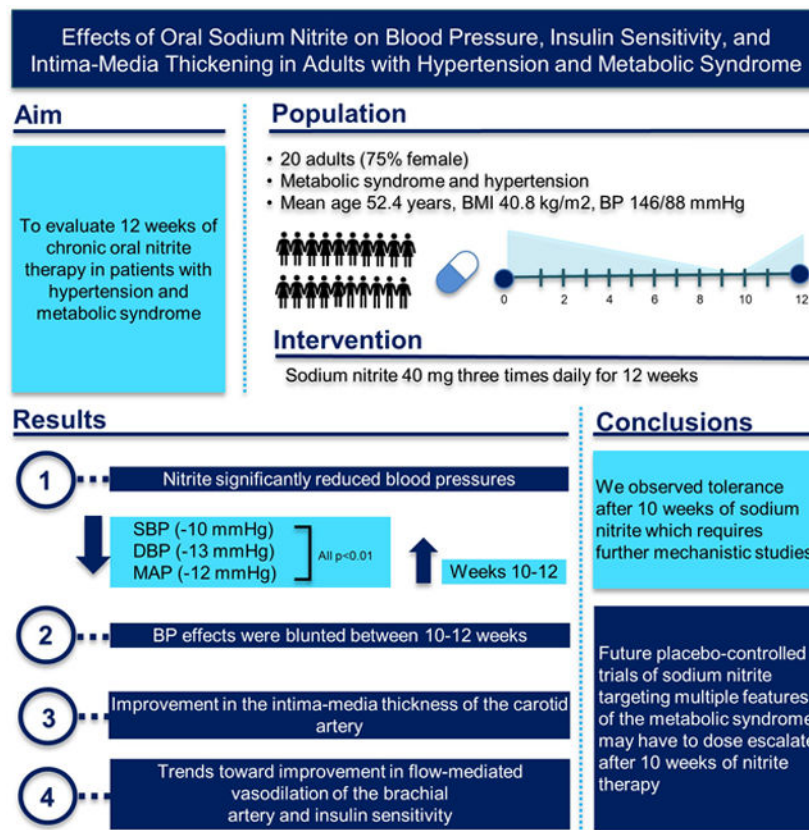 Effects of Oral Sodium Nitrite on Blood Pressure, Insulin Sensitivity, and
Intima-Media Thickening in Adults with Hypertension and Metabolic Syndrome
Aim
To evaluate 12 weeks of
chronic oral nitrite
therapy in patients with
hypertension and
metabolic syndrome
Population
• 20 adults (75% female)
• Metabolic syndrome and hypertension
• Mean age 52.4 years, BMI 40.8 kg/m2, BP 146/88 mmHg
0 2 4 6 8 10 12
Intervention
Sodium nitrite 40 mg three times daily for 12 weeks
Results
1
Nitrite significantly reduced blood pressures
SBP (-10 mmHg)
DBP (-13 mmHg)
MAP (-12 mmHg)
All p<0.01
Weeks 10-12
2
BP effects were blunted between 10-12 weeks
3
Improvement in the intima-media thickness of the carotid
artery
4
Trends toward improvement in flow-mediated
vasodilation of the brachial
artery and insulin sensitivity
Conclusions
We observed tolerance
after 10 weeks of sodium
nitrite which requires
further mechanistic studies
Future placebo-controlled
trials of sodium nitrite
targeting multiple features
of the metabolic syndrome
may have to dose escalate
after 10 weeks of nitrite
therapy